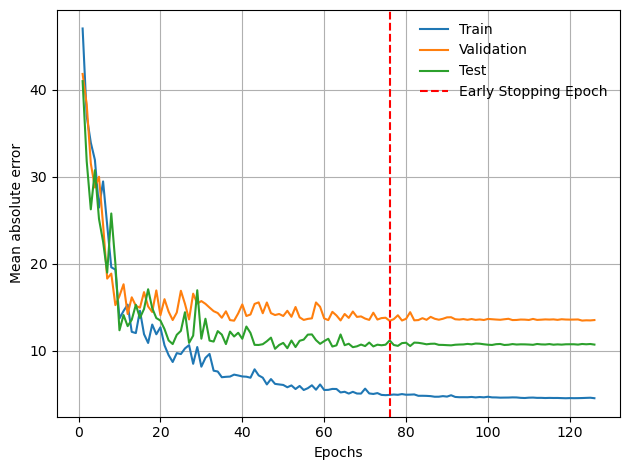 Train
Validation
Test
Early Stopping Epoch
Mean absolute error
40
30
20
10
0
20
40
60
80
100
120
Epochs